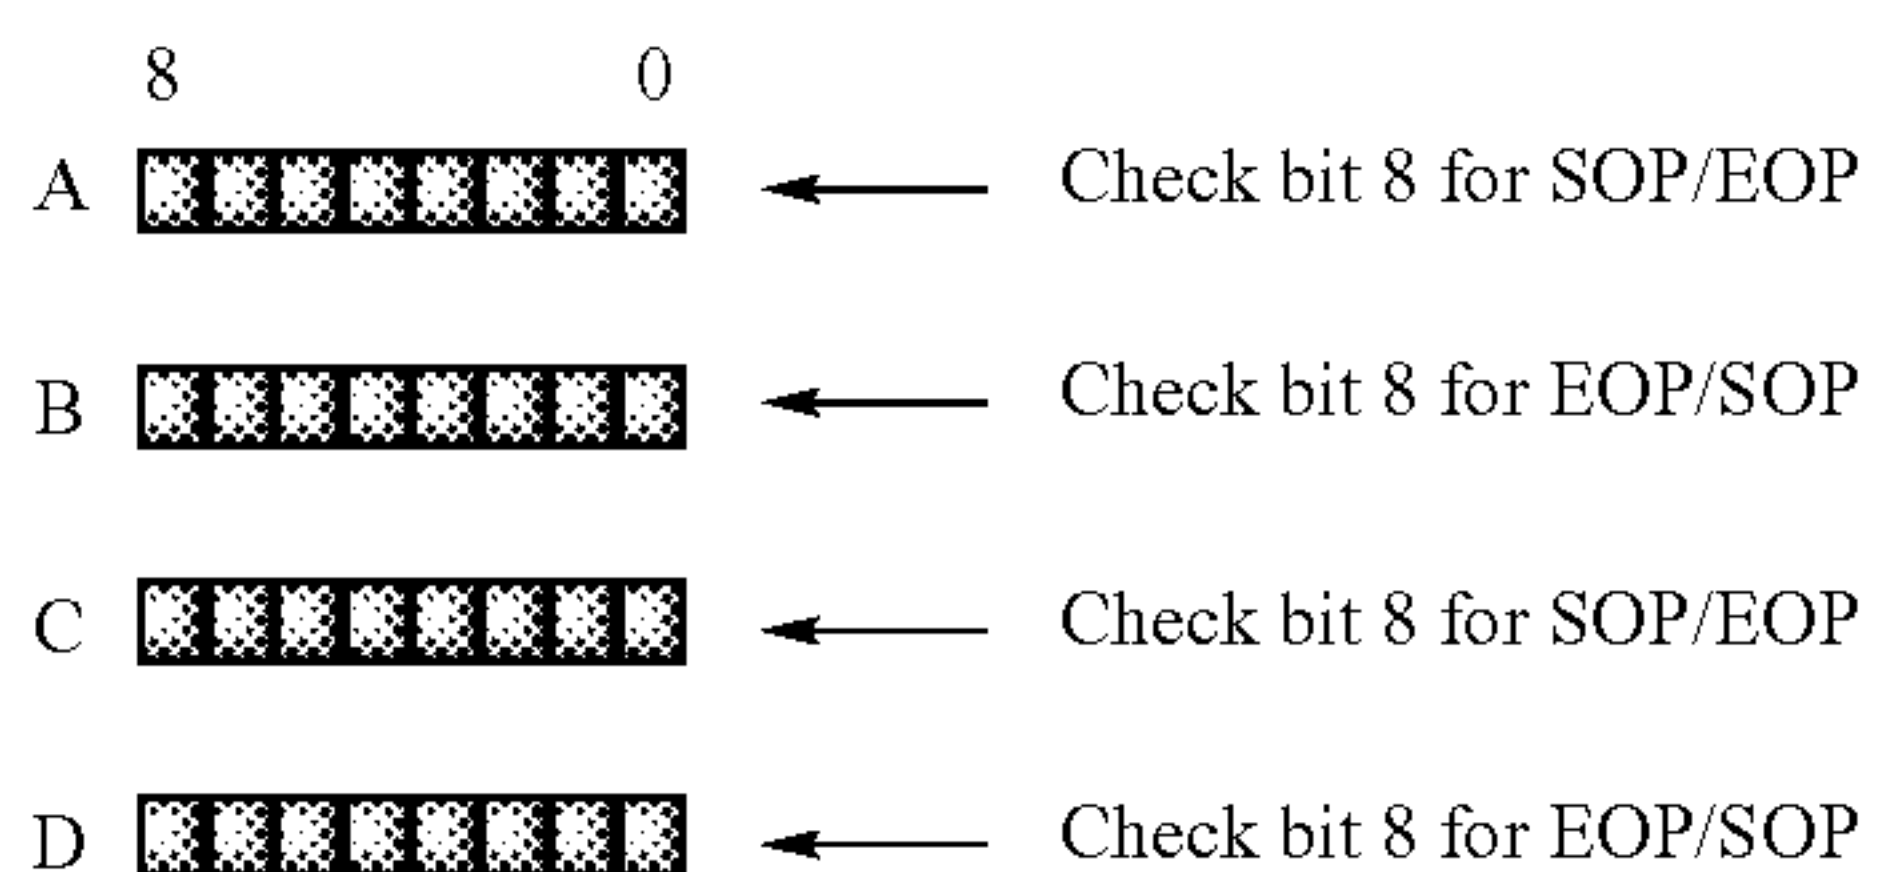 8 0
A Check bit 8 for SOP/EOP
B Check bit 8 for EOP/SOP
C Check bit 8 for SOP/EOP
D Check bit 8 for EOP/SOP